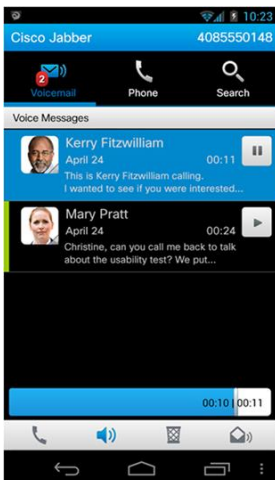 10:23
Cisco Jabber 4085550148
2
Voicemail Phone Search
Voice Messages
Kerry Fitzwilliam
April 24 00:11
This is Kerry Fitzwilliam calling.
I wanted to see if you were interested...
Mary Pratt
April 24 00:24
Christine, can you call me back to talk
about the usability test? We put...
00:10 | 00:11